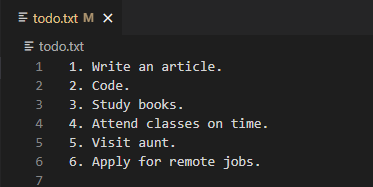 todo.txt M
todo.txt
1 1. Write an article.
2 2. Code.
3 3. Study books.
4 4. Attend classes on time.
5 5. Visit aunt.
6 6. Apply for remote jobs.
7